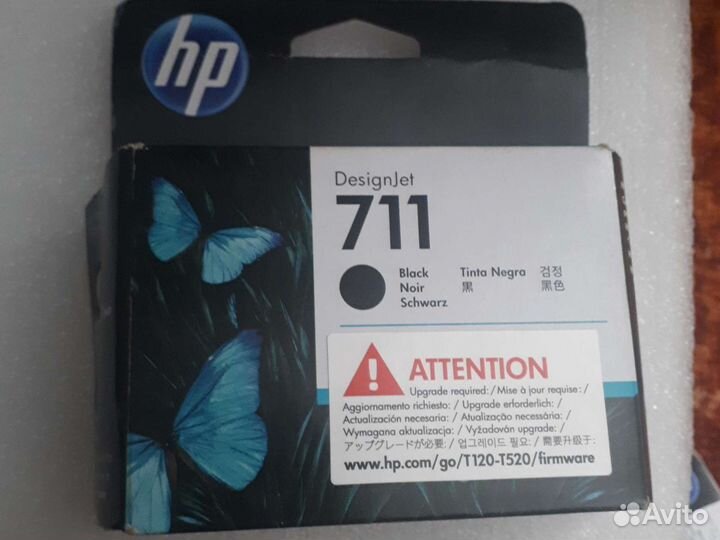 hp
DesignJet
711
Black Tinta Negra 검정
Noir 黒 黑色
Schwarz
ATTENTION
Upgrade required: / Mise à jour requise : /
Aggiornamento richiesto: / Upgrade erforderlich: /
Actualización necesaria: / Atualização necessária: /
Wymagana aktualizacja: / Vyžadován upgrade: /
アップグレードが必要: / 업그레이드 필요: / 需要升级于:
www.hp.com/go/T120-T520/firmware
Avito